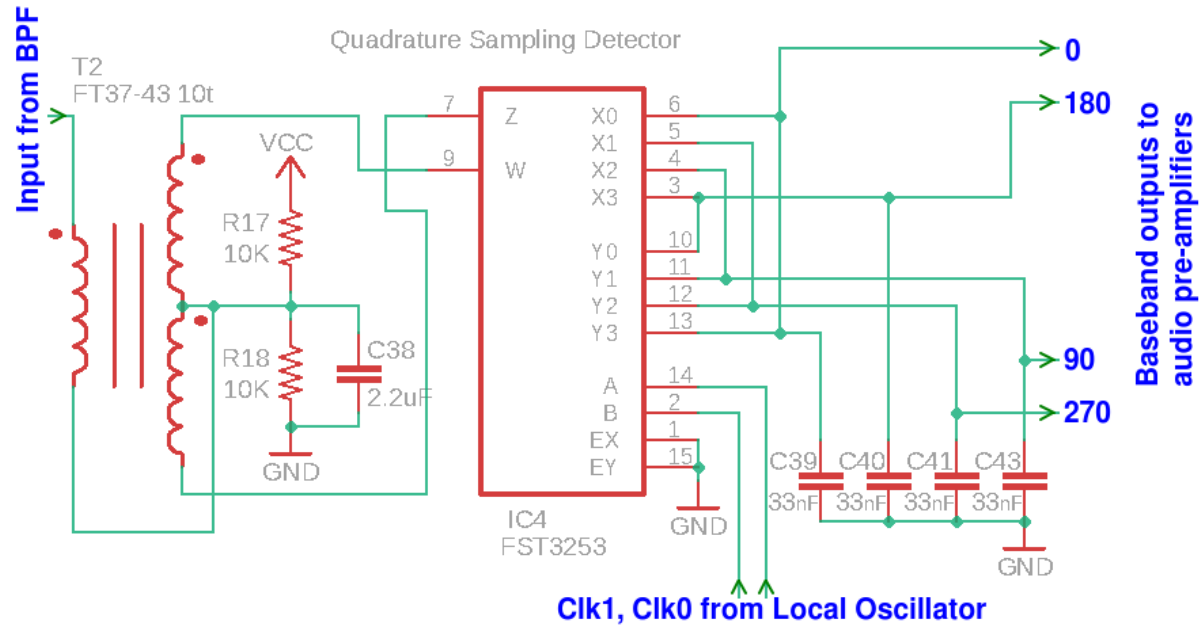 Quadrature Sampling Detector
Input from BPF
T2
FT37-43 10t
VCC
R17
10K
R18
10K
C38
2.2uF
GND
7
Z
9
W
X0
6
X1
5
X2
4
X3
3
Y0
10
Y1
11
Y2
12
Y3
13
A
14
B
2
EX
1
EY
15
IC4
FST3253
GND
0
180
90
270
Baseband outputs to
audio pre-amplifiers
C39
33nF
C40
33nF
C41
33nF
C43
33nF
GND
Clk1, Clk0 from Local Oscillator